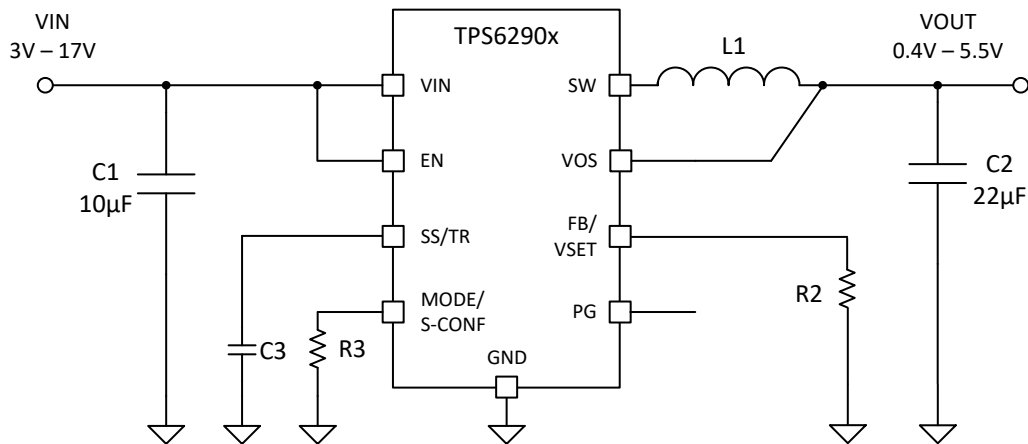 VIN
3V – 17V
TPS6290x
L1
VOUT
0.4V – 5.5V
VIN
SW
EN
VOS
C1
10µF
C2
22µF
SS/TR
FB/
VSET
R2
MODE/
S-CONF
PG
C3
R3
GND